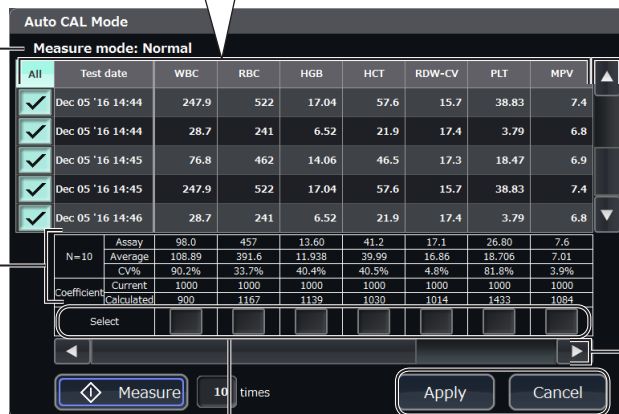 Auto CAL Mode
Measure mode: Normal
All Test date WBC RBC HGB HCT RDW-CV PLT MPV
Dec 05 '16 14:44 247.9 522 17.04 57.6 15.7 38.83 7.4
Dec 05 '16 14:44 28.7 241 6.52 21.9 17.4 3.79 6.8
Dec 05 '16 14:45 76.8 462 14.06 46.5 17.3 18.47 6.9
Dec 05 '16 14:45 247.9 522 17.04 57.6 15.7 38.83 7.4
Dec 05 '16 14:46 28.7 241 6.52 21.9 17.4 3.79 6.8
N=10 Assay 98.0 457 13.60 41.2 17.1 26.80 7.6
Average 108.89 391.6 11.938 39.99 16.86 18.706 7.01
CV% 90.2% 33.7% 40.4% 40.5% 4.8% 81.8% 3.9%
Coefficient Current 1000 1000 1000 1000 1000 1000 1000
Calculated 900 1167 1139 1030 1014 1433 1084
Select
Measure 10 times Apply Cancel